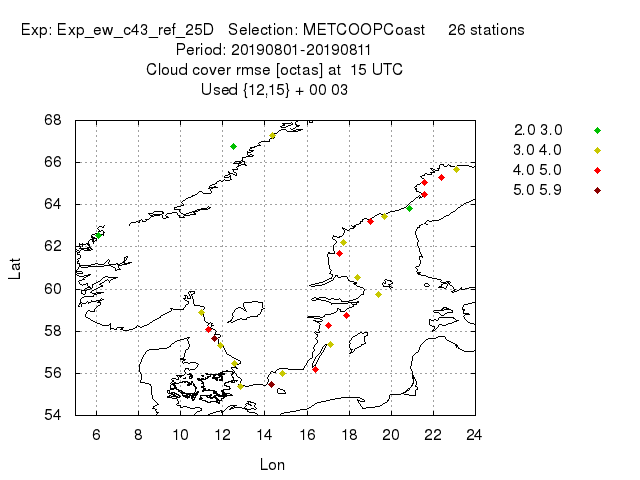 Exp: Exp_ew_c43_ref_25D Selection: METCOOPCoast 26 stations
Period: 20190801-20190811
Cloud cover rmse [octas] at 15 UTC
Used {12,15} + 00 03
2.0 3.0
3.0 4.0
4.0 5.0
5.0 5.9
68
66
64
62
60
58
56
54
Lat
6 8 10 12 14 16 18 20 22 24
Lon